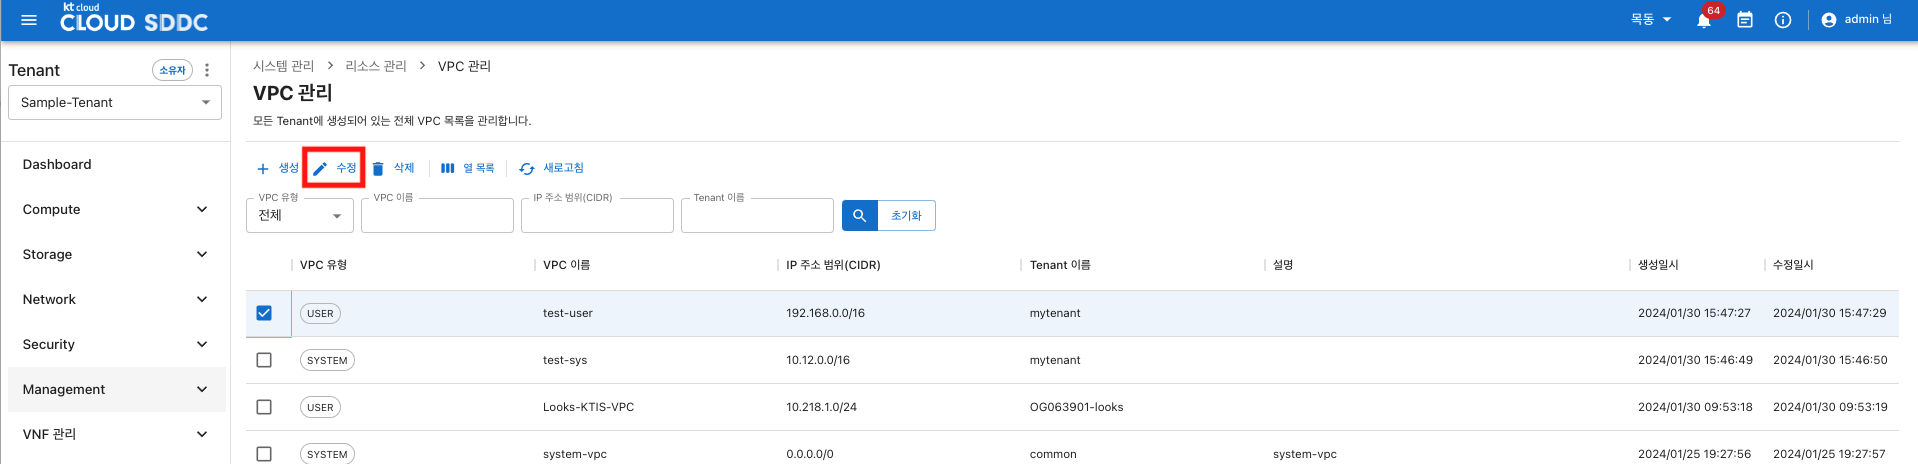 kt cloud
CLOUD SDDC
목동
64
admin 님
Tenant
소유자
Sample-Tenant
Dashboard
Compute
Storage
Network
Security
Management
VNF 관리
시스템 관리 > 리소스 관리 > VPC 관리
VPC 관리
모든 Tenant에 생성되어 있는 전체 VPC 목록을 관리합니다.
생성 수정 삭제 열 목록 새로고침
VPC 유형 VPC 이름 IP 주소 범위(CIDR) Tenant 이름
전체 초기화
VPC 유형 VPC 이름 IP 주소 범위(CIDR) Tenant 이름 설명 생성일시 수정일시
USER test-user 192.168.0.0/16 mytenant 2024/01/30 15:47:27 2024/01/30 15:47:29
SYSTEM test-sys 10.12.0.0/16 mytenant 2024/01/30 15:46:49 2024/01/30 15:46:50
USER Looks-KTIS-VPC 10.218.1.0/24 OG063901-looks 2024/01/30 09:53:18 2024/01/30 09:53:19
SYSTEM system-vpc 0.0.0.0/0 common system-vpc 2024/01/25 19:27:56 2024/01/25 19:27:57